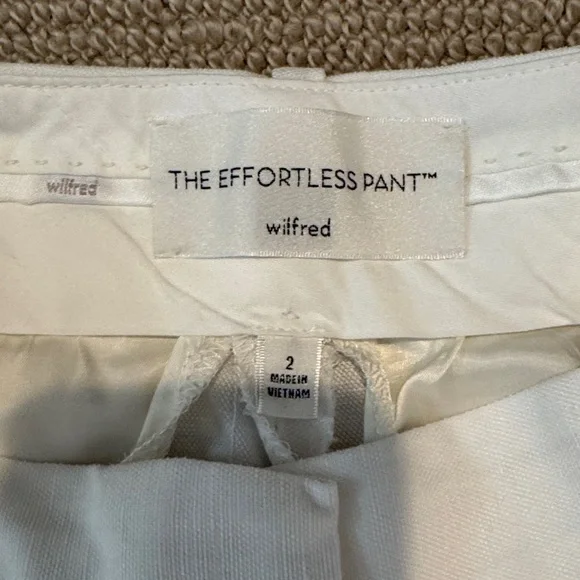 THE EFFORTLESS PANT™
wilfred
wilfred
2
MADE IN
VIETNAM